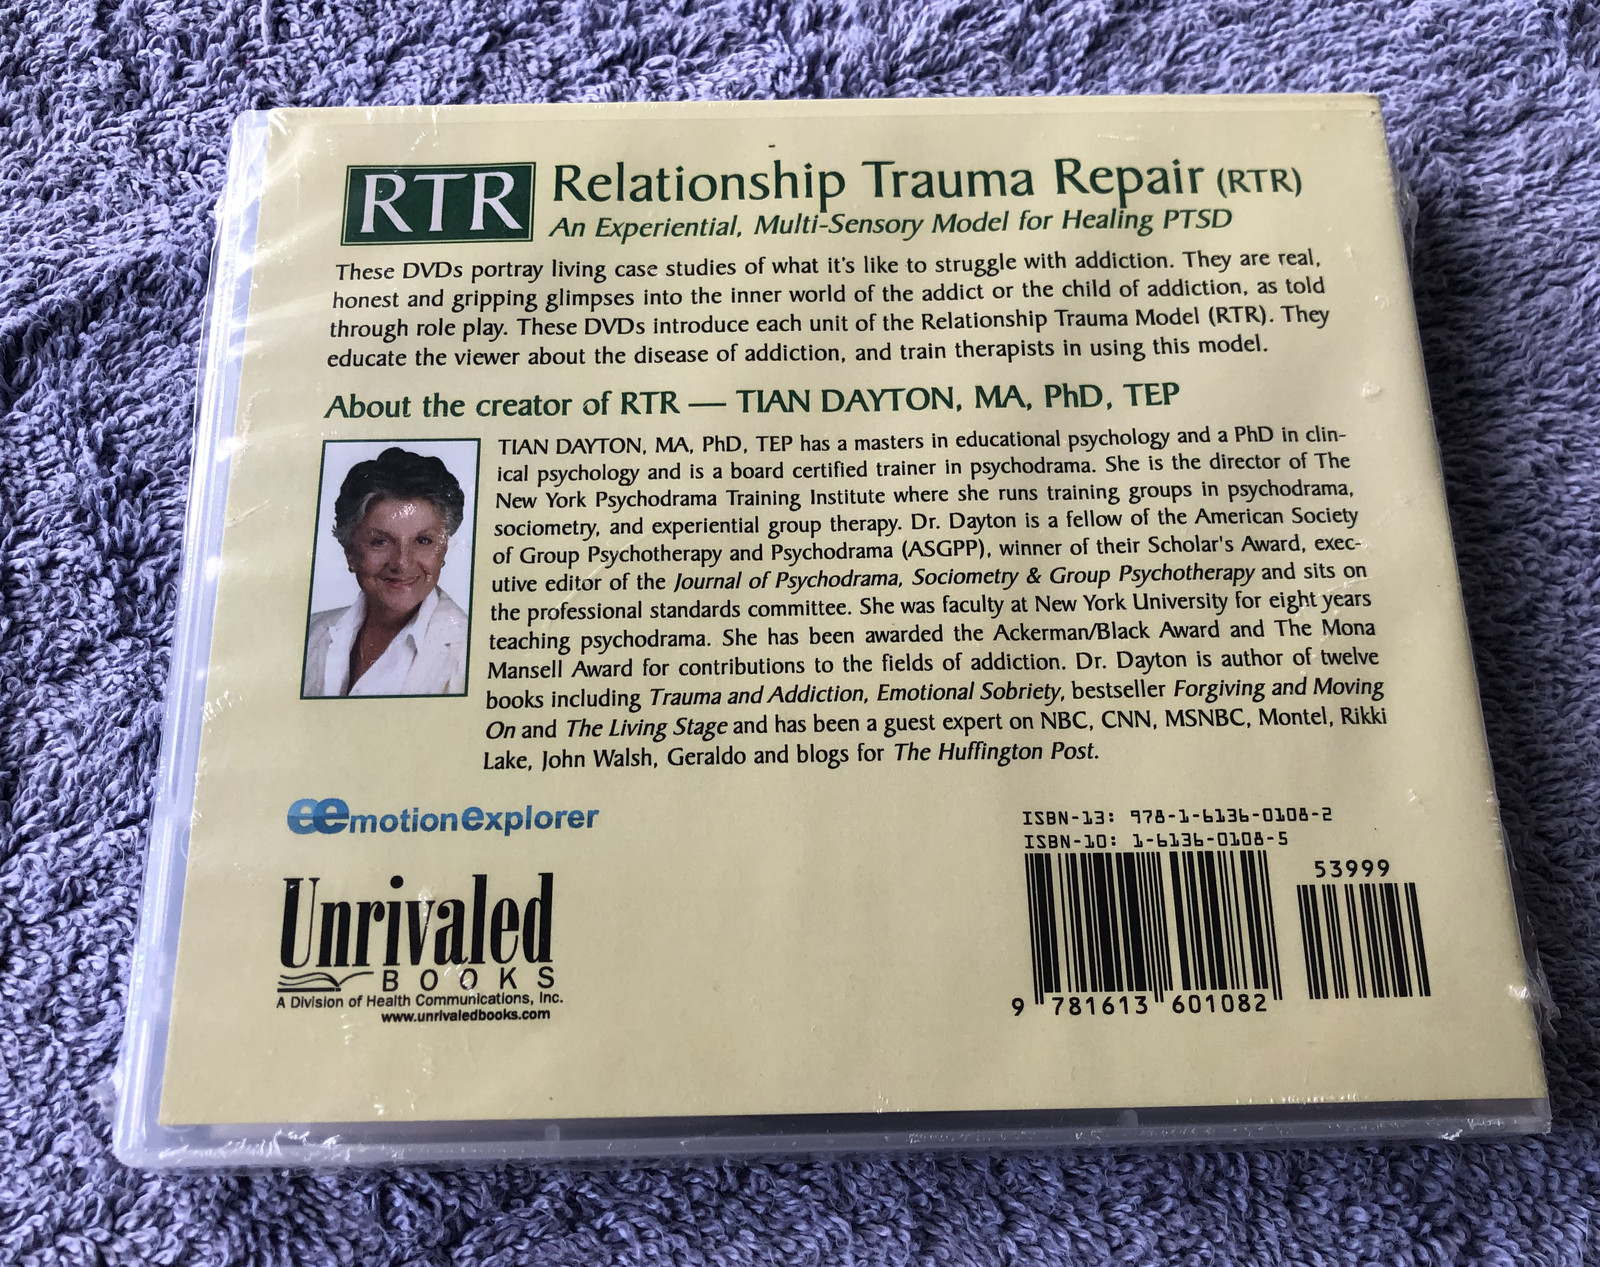 RTR
Relationship Trauma Repair (RTR)
An Experiential, Multi-Sensory Model for Healing PTSD
These DVDs portray living case studies of what it's like to struggle with addiction. They are real,
honest and gripping glimpses into the inner world of the addict or the child of addiction, as told
through role play. These DVDs introduce each unit of the Relationship Trauma Model (RTR). They
educate the viewer about the disease of addiction, and train therapists in using this model.
About the creator of RTR — TIAN DAYTON, MA, PhD, TEP
TIAN DAYTON, MA, PhD, TEP has a masters in educational psychology and a PhD in clin-
ical psychology and is a board certified trainer in psychodrama. She is the director of The
New York Psychodrama Training Institute where she runs training groups in psychodrama,
sociometry, and experiential group therapy. Dr. Dayton is a fellow of the American Society
of Group Psychotherapy and Psychodrama (ASGPP), winner of their Scholar's Award, exec-
utive editor of the Journal of Psychodrama, Sociometry & Group Psychotherapy and sits on
the professional standards committee. She was faculty at New York University for eight years
teaching psychodrama. She has been awarded the Ackerman/Black Award and The Mona
Mansell Award for contributions to the fields of addiction. Dr. Dayton is author of twelve
books including Trauma and Addiction, Emotional Sobriety, bestseller Forgiving and Moving
On and The Living Stage and has been a guest expert on NBC, CNN, MSNBC, Montel, Rikki
Lake, John Walsh, Geraldo and blogs for The Huffington Post.
eemotionexplorer
Unrivaled
BOOKS
A Division of Health Communications, Inc.
www.unrivaledbooks.com
ISBN-13: 978-1-6136-0108-2
ISBN-10: 1-6136-0108-5
53999
9 781613 601082